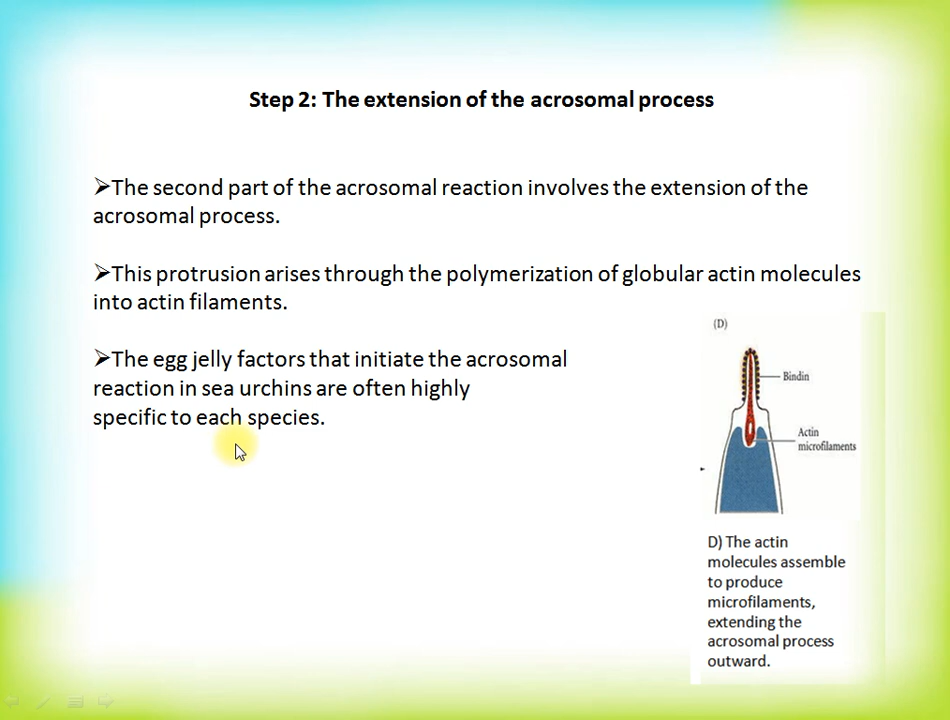 Step 2: The extension of the acrosomal process
➢The second part of the acrosomal reaction involves the extension of the
acrosomal process.
➢This protrusion arises through the polymerization of globular actin molecules
into actin filaments.
➢The egg jelly factors that initiate the acrosomal
reaction in sea urchins are often highly
specific to each species.
(D)
Bindin
Actin
microfilaments
D) The actin
molecules assemble
to produce
microfilaments,
extending the
acrosomal process
outward.